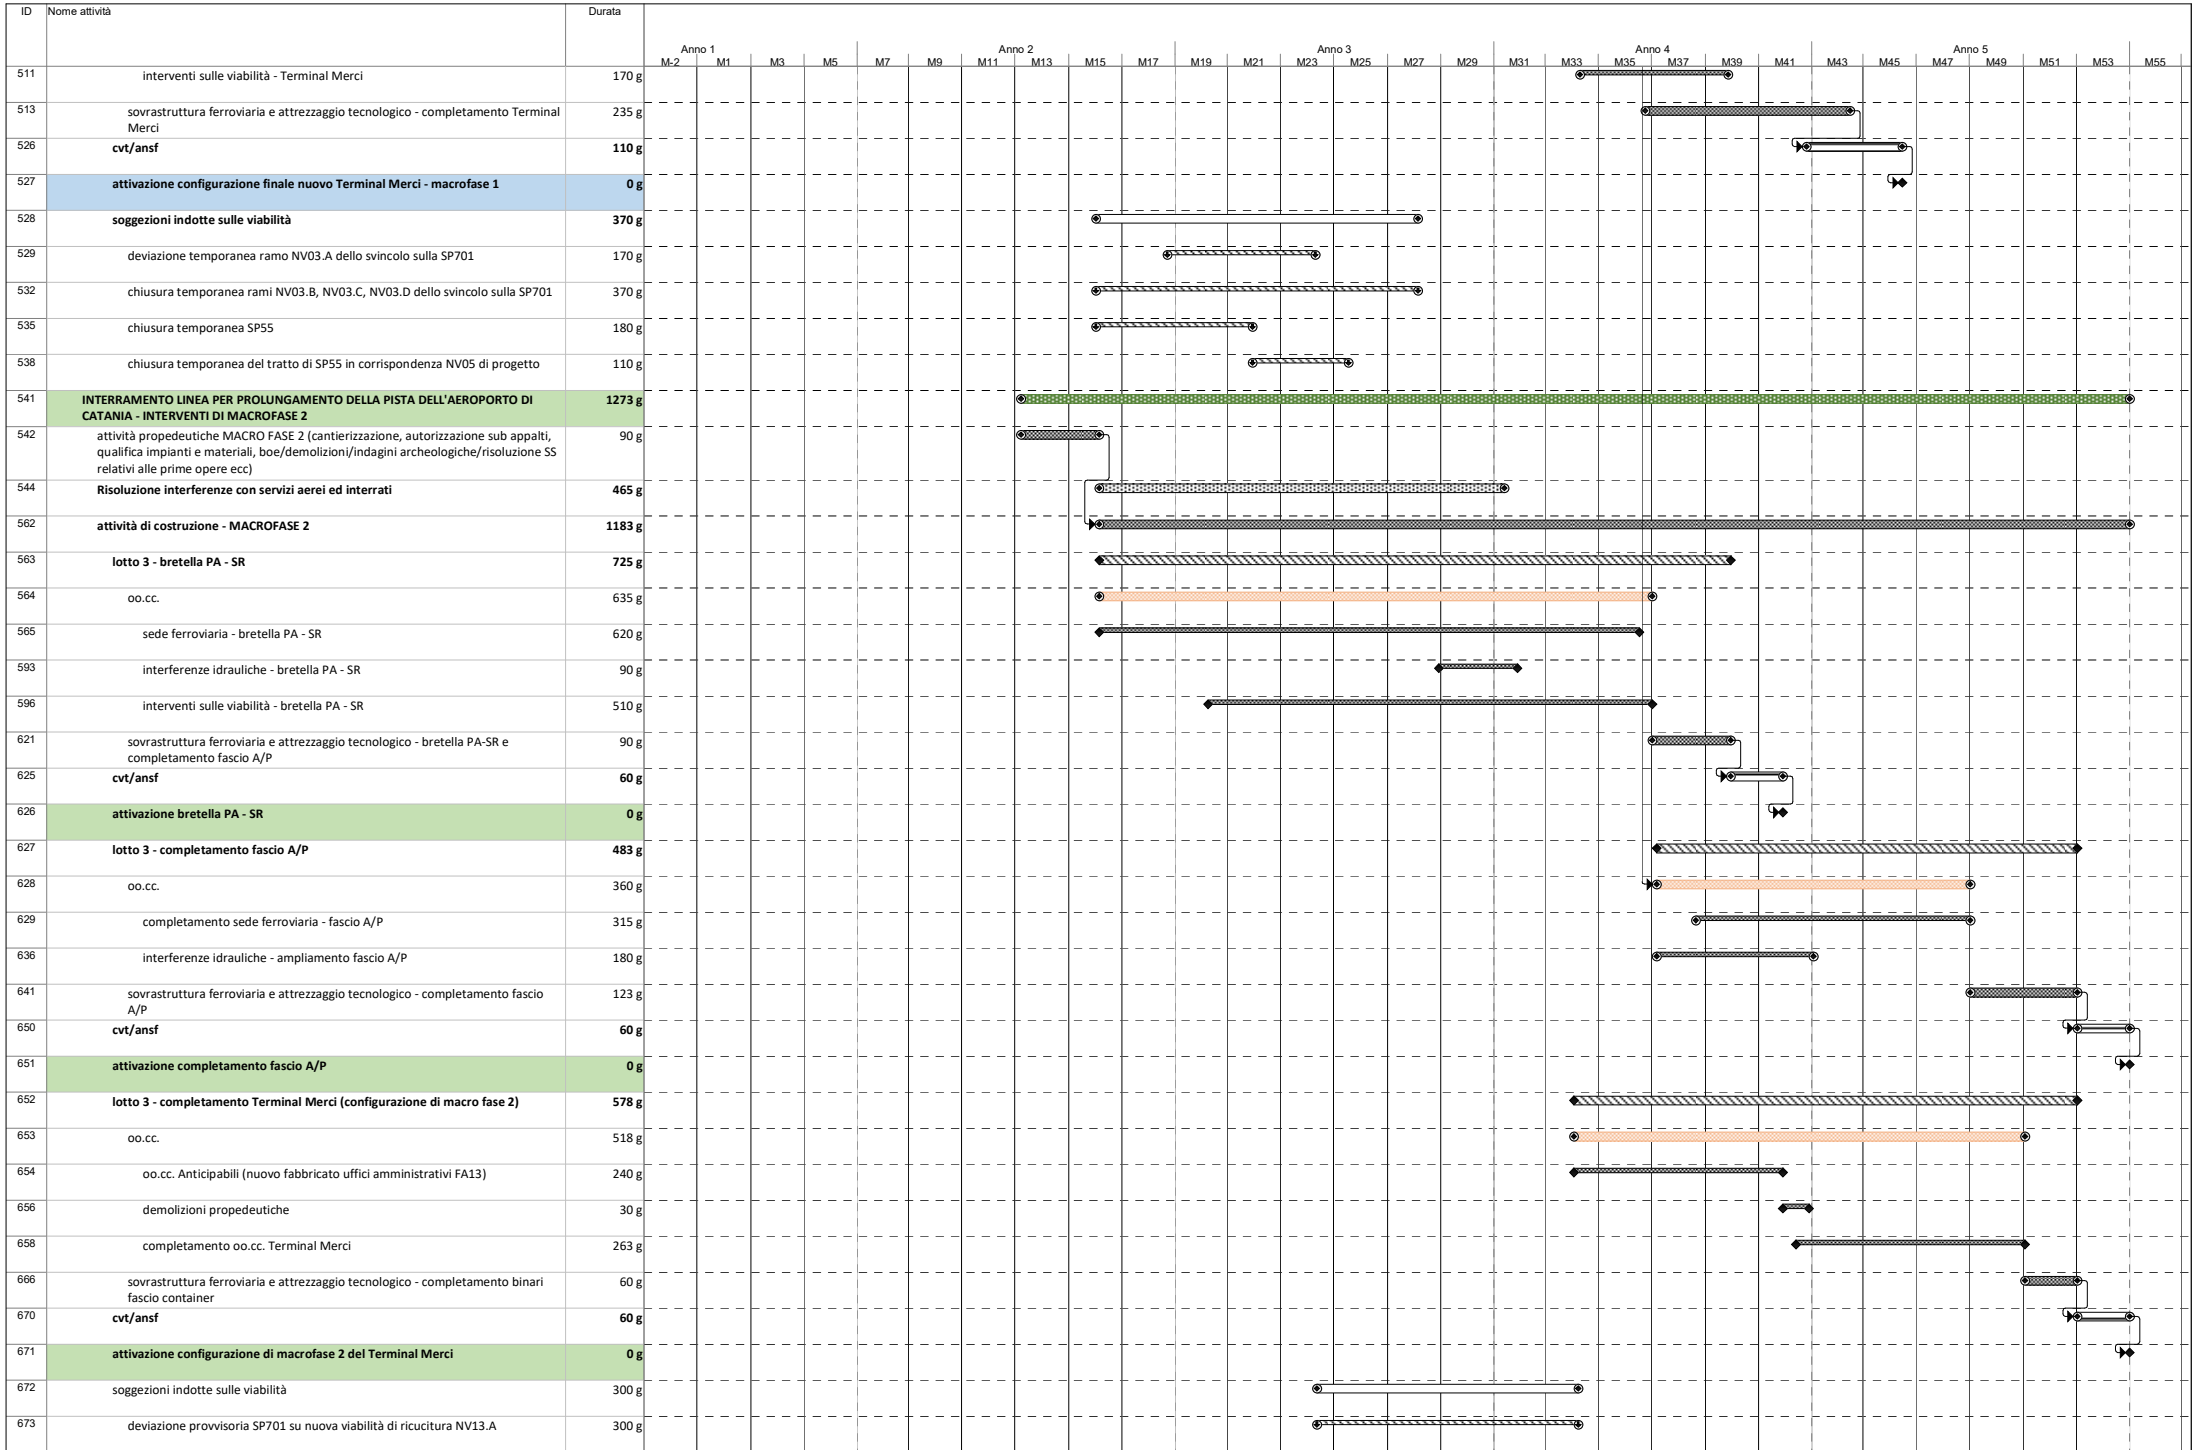 ID Nome attività Durata
Anno 1 Anno 2 Anno 3 Anno 4 Anno 5
M-2 M1 M3 M5 M7 M9 M11 M13 M15 M17 M19 M21 M23 M25 M27 M29 M31 M33 M35 M37 M39 M41 M43 M45 M47 M49 M51 M53 M55
511 interventi sulle viabilità - Terminal Merci 170 g
513 sovrastruttura ferroviaria e attrezzaggio tecnologico - completamento Terminal 235 g
Merci
526 cvt/ansf 110 g
527 attivazione configurazione finale nuovo Terminal Merci - macrofase 1 0 g
528 soggezioni indotte sulle viabilità 370 g
529 deviazione temporanea ramo NV03.A dello svincolo sulla SP701 170 g
532 chiusura temporanea rami NV03.B, NV03.C, NV03.D dello svincolo sulla SP701 370 g
535 chiusura temporanea SP55 180 g
538 chiusura temporanea del tratto di SP55 in corrispondenza NV05 di progetto 110 g
541 INTERRAMENTO LINEA PER PROLUNGAMENTO DELLA PISTA DELL'AEROPORTO DI 1273 g
CATANIA - INTERVENTI DI MACROFASE 2
542 attività propedeutiche MACRO FASE 2 (cantierizzazione, autorizzazione sub appalti, 90 g
qualifica impianti e materiali, boe/demolizioni/indagini archeologiche/risoluzione SS
relativi alle prime opere ecc)
544 Risoluzione interferenze con servizi aerei ed interrati 465 g
562 attività di costruzione - MACROFASE 2 1183 g
563 lotto 3 - bretella PA - SR 725 g
564 oo.cc. 635 g
565 sede ferroviaria - bretella PA - SR 620 g
593 interferenze idrauliche - bretella PA - SR 90 g
596 interventi sulle viabilità - bretella PA - SR 510 g
621 sovrastruttura ferroviaria e attrezzaggio tecnologico - bretella PA-SR e 90 g
completamento fascio A/P
625 cvt/ansf 60 g
626 attivazione bretella PA - SR 0 g
627 lotto 3 - completamento fascio A/P 483 g
628 oo.cc. 360 g
629 completamento sede ferroviaria - fascio A/P 315 g
636 interferenze idrauliche - ampliamento fascio A/P 180 g
641 sovrastruttura ferroviaria e attrezzaggio tecnologico - completamento fascio 123 g
A/P
650 cvt/ansf 60 g
651 attivazione completamento fascio A/P 0 g
652 lotto 3 - completamento Terminal Merci (configurazione di macro fase 2) 578 g
653 oo.cc. 518 g
654 oo.cc. Anticipabili (nuovo fabbricato uffici amministrativi FA13) 240 g
656 demolizioni propedeutiche 30 g
658 completamento oo.cc. Terminal Merci 263 g
666 sovrastruttura ferroviaria e attrezzaggio tecnologico - completamento binari 60 g
fascio container
670 cvt/ansf 60 g
671 attivazione configurazione di macrofase 2 del Terminal Merci 0 g
672 soggezioni indotte sulle viabilità 300 g
673 deviazione provvisoria SP701 su nuova viabilità di ricucitura NV13.A 300 g